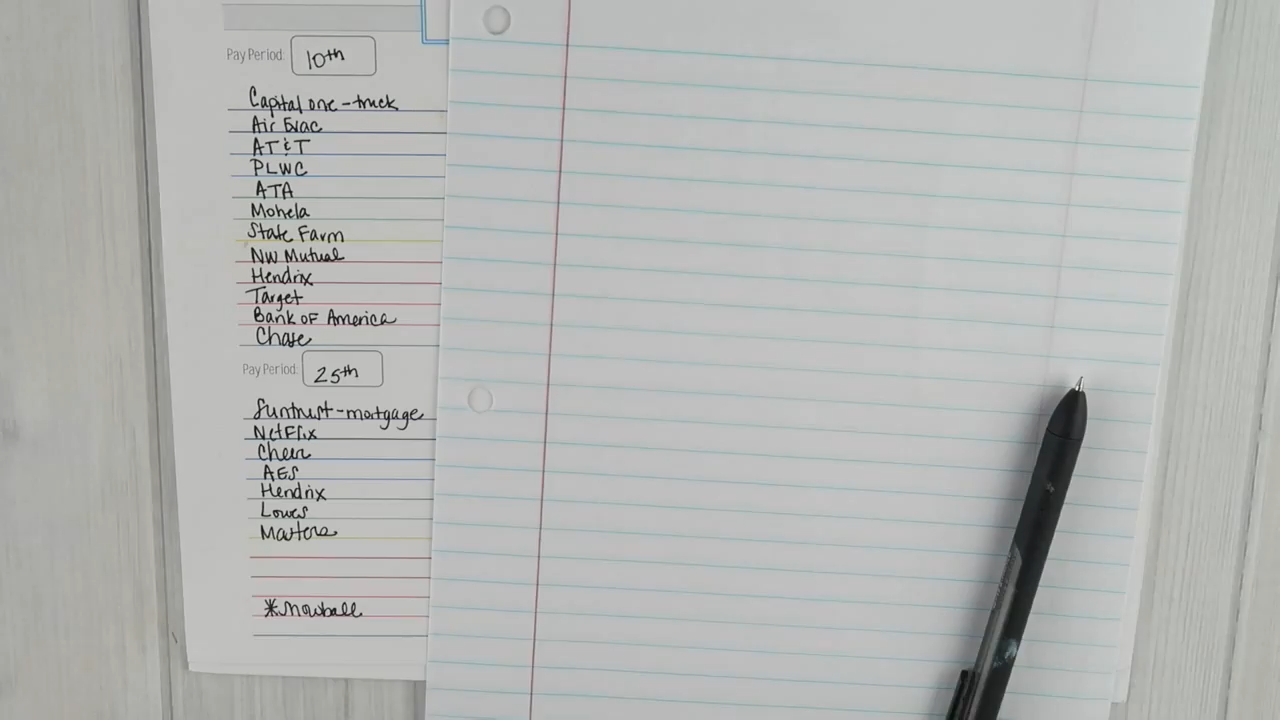 Pay Period: 10th
Capital one - truck
Air Evac
AT&T
PLWC
ATA
Mohela
State Farm
NW Mutual
Hendrix
Target
Bank of America
Chase
Pay Period: 25th
Suntrust - mortgage
Netflix
Cheer
AES
Hendrix
Lowes
*Snowball